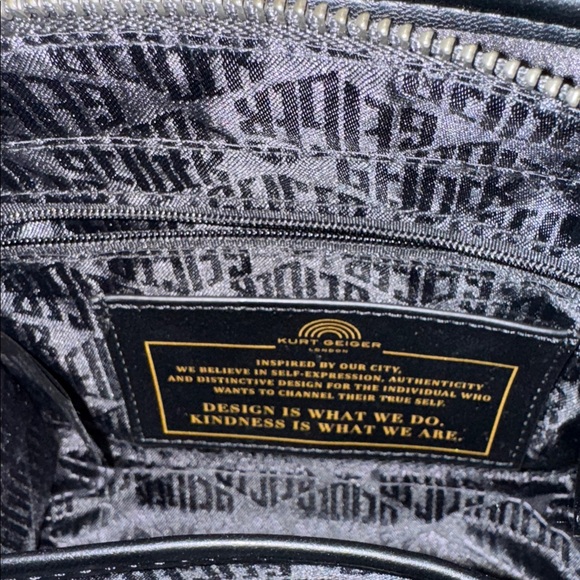 KURT GEIGER
LONDON
INSPIRED BY OUR CITY,
WE BELIEVE IN SELF-EXPRESSION, AUTHENTICITY
AND DISTINCTIVE DESIGN FOR THE INDIVIDUAL WHO
WANTS TO CHANNEL THEIR TRUE SELF.
DESIGN IS WHAT WE DO.
KINDNESS IS WHAT WE ARE.